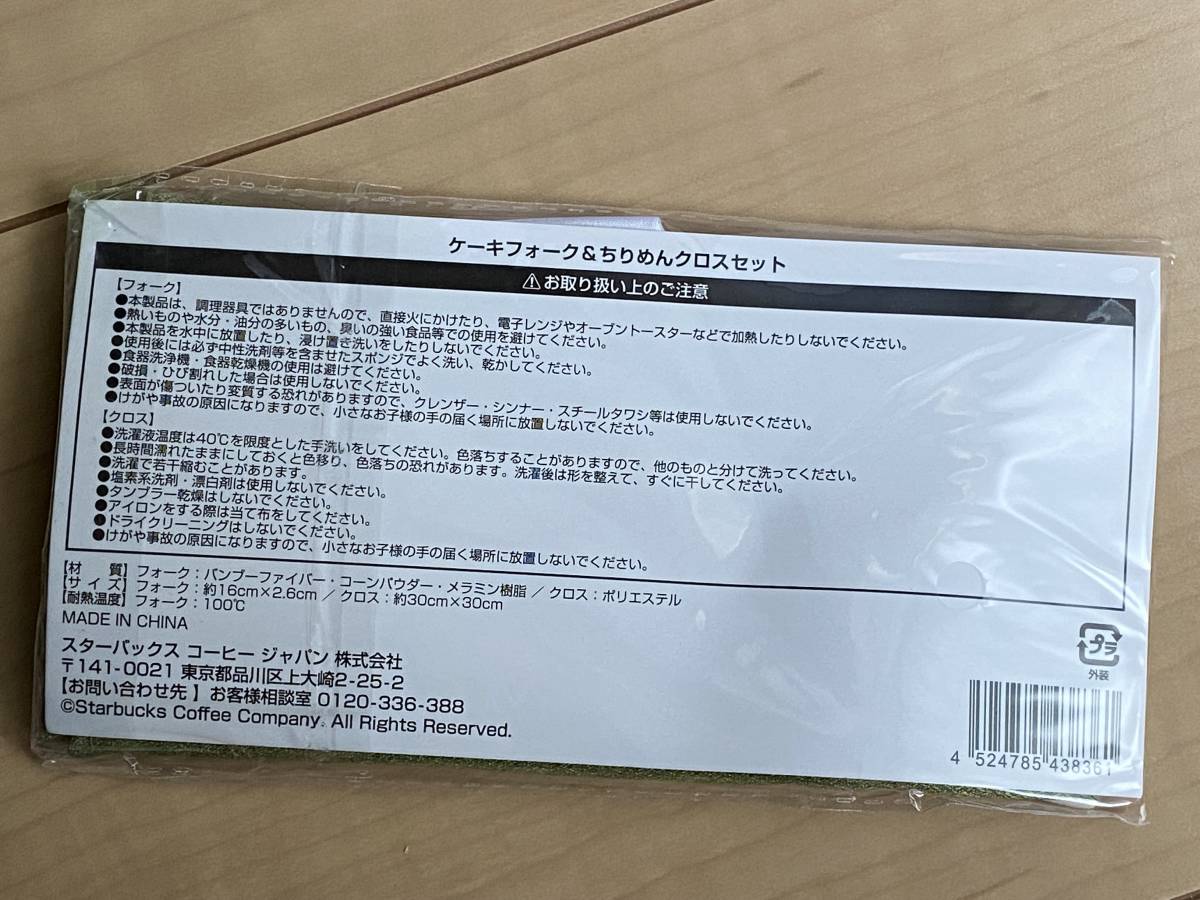 ケーキフォーク&ちりめんクロスセット
⚠お取り扱い上のご注意
【フォーク】
●本製品は、調理器具ではありませんので、直接火にかけたり、電子レンジやオーブントースターなどで加熱したりしないでください。
●熱いものや水分・油分の多いもの、臭いの強い食品等での使用を避けてください。
●本製品を水中に放置したり、浸け置き洗いをしたりしないでください。
●使用後には必ず中性洗剤等を含ませたスポンジでよく洗い、乾かしてください。
●食器洗浄機・食器乾燥機の使用は避けてください。
●破損・ひび割れした場合は使用しないでください。
●表面が傷ついたり変質する恐れがありますので、クレンザー・シンナー・スチールタワシ等は使用しないでください。
●けがや事故の原因になりますので、小さなお子様の手の届く場所に放置しないでください。
【クロス】
●洗濯液温度は40℃を限度とした手洗いをしてください。色落ちすることがありますので、他のものと分けて洗ってください。
●長時間濡れたままにしておくと色移り、色落ちの恐れがあります。洗濯後は形を整えて、すぐに干してください。
●洗濯で若干縮むことがあります。
●塩素系洗剤・漂白剤は使用しないでください。
●タンブラー乾燥はしないでください。
●アイロンをする際は当て布をしてください。
●ドライクリーニングはしないでください。
●けがや事故の原因になりますので、小さなお子様の手の届く場所に放置しないでください。
【材 質】フォーク:バンブーファイバー・コーンパウダー・メラミン樹脂 / クロス:ポリエステル
【サ イ ズ】フォーク:約16cm×2.6cm / クロス:約30cm×30cm
【耐熱温度】フォーク:100℃
MADE IN CHINA
スターバックス コーヒー ジャパン 株式会社
〒141-0021 東京都品川区上大崎2-25-2
【お問い合わせ先】お客様相談室 0120-336-388
©Starbucks Coffee Company. All Rights Reserved.
プラ
外装
4 524785 438361